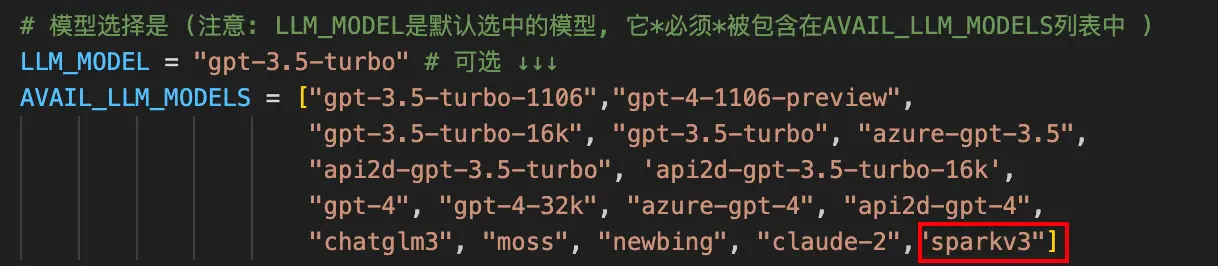 # 模型选择是 (注意: LLM_MODEL是默认选中的模型, 它*必须*被包含在AVAIL_LLM_MODELS列表中 )
LLM_MODEL = "gpt-3.5-turbo" # 可选 ↓↓↓
AVAIL_LLM_MODELS = ["gpt-3.5-turbo-1106","gpt-4-1106-preview",
"gpt-3.5-turbo-16k", "gpt-3.5-turbo", "azure-gpt-3.5",
"api2d-gpt-3.5-turbo", 'api2d-gpt-3.5-turbo-16k',
"gpt-4", "gpt-4-32k", "azure-gpt-4", "api2d-gpt-4",
"chatglm3", "moss", "newbing", "claude-2","sparkv3"]